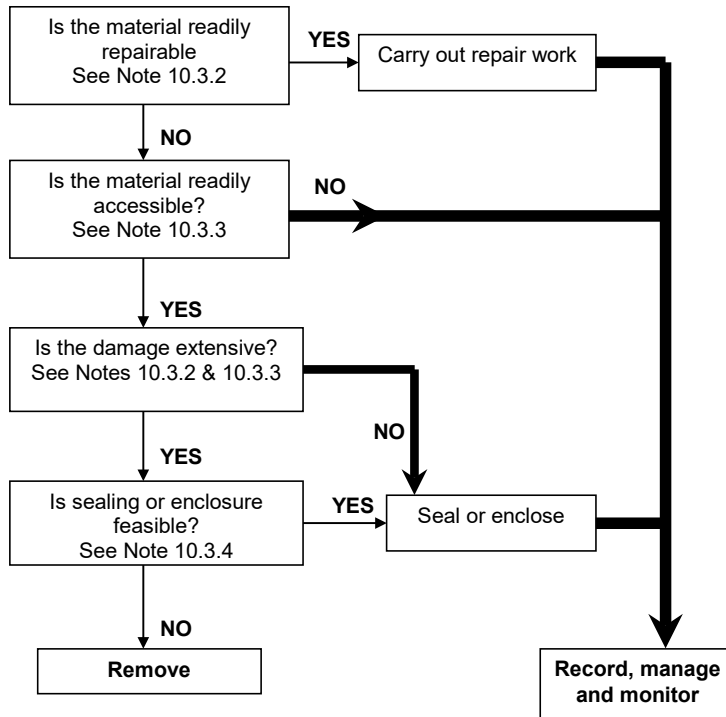 Is the material readily
repairable
See Note 10.3.2
YES
Carry out repair work
NO
Is the material readily
accessible?
See Note 10.3.3
NO
YES
Is the damage extensive?
See Notes 10.3.2 & 10.3.3
NO
YES
Is sealing or enclosure
feasible?
See Note 10.3.4
YES
Seal or enclose
NO
Remove
Record, manage
and monitor